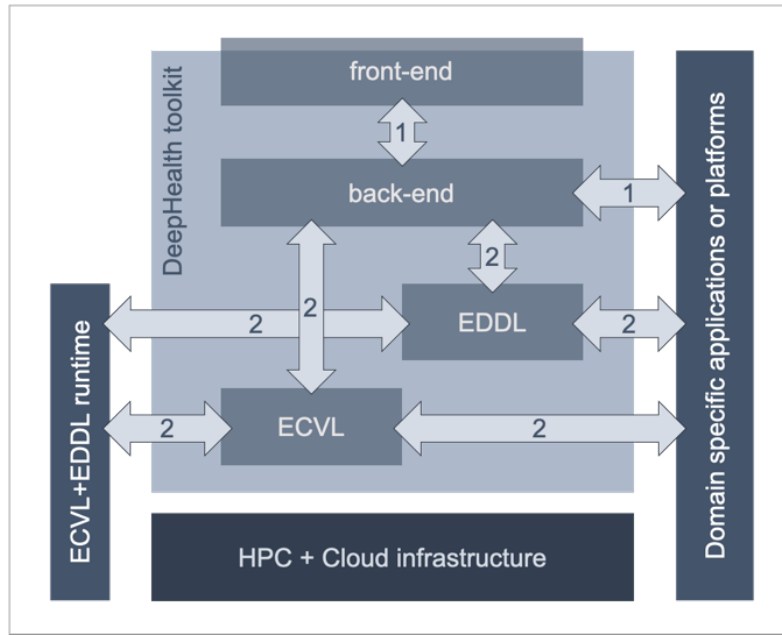 front-end
DeepHealth toolkit
1
back-end
1
2
2
EDDL
2
2
ECVL+EDDL runtime
2
ECVL
2
Domain specific applications or platforms
HPC + Cloud infrastructure